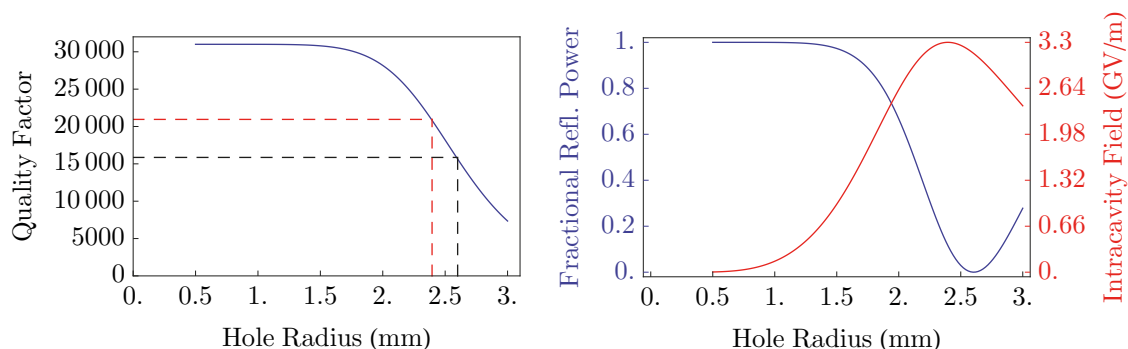 Quality Factor
30 000
25 000
20 000
15 000
10 000
5000
0
0. 0.5 1.0 1.5 2.0 2.5 3.
Hole Radius (mm)
Fractional Refl. Power
1.
0.8
0.6
0.4
0.2
0.
0. 0.5 1.0 1.5 2. 2.5 3.
Hole Radius (mm)
3.3
2.64
1.98
1.32
0.66
0.
Intracavity Field (GV/m)